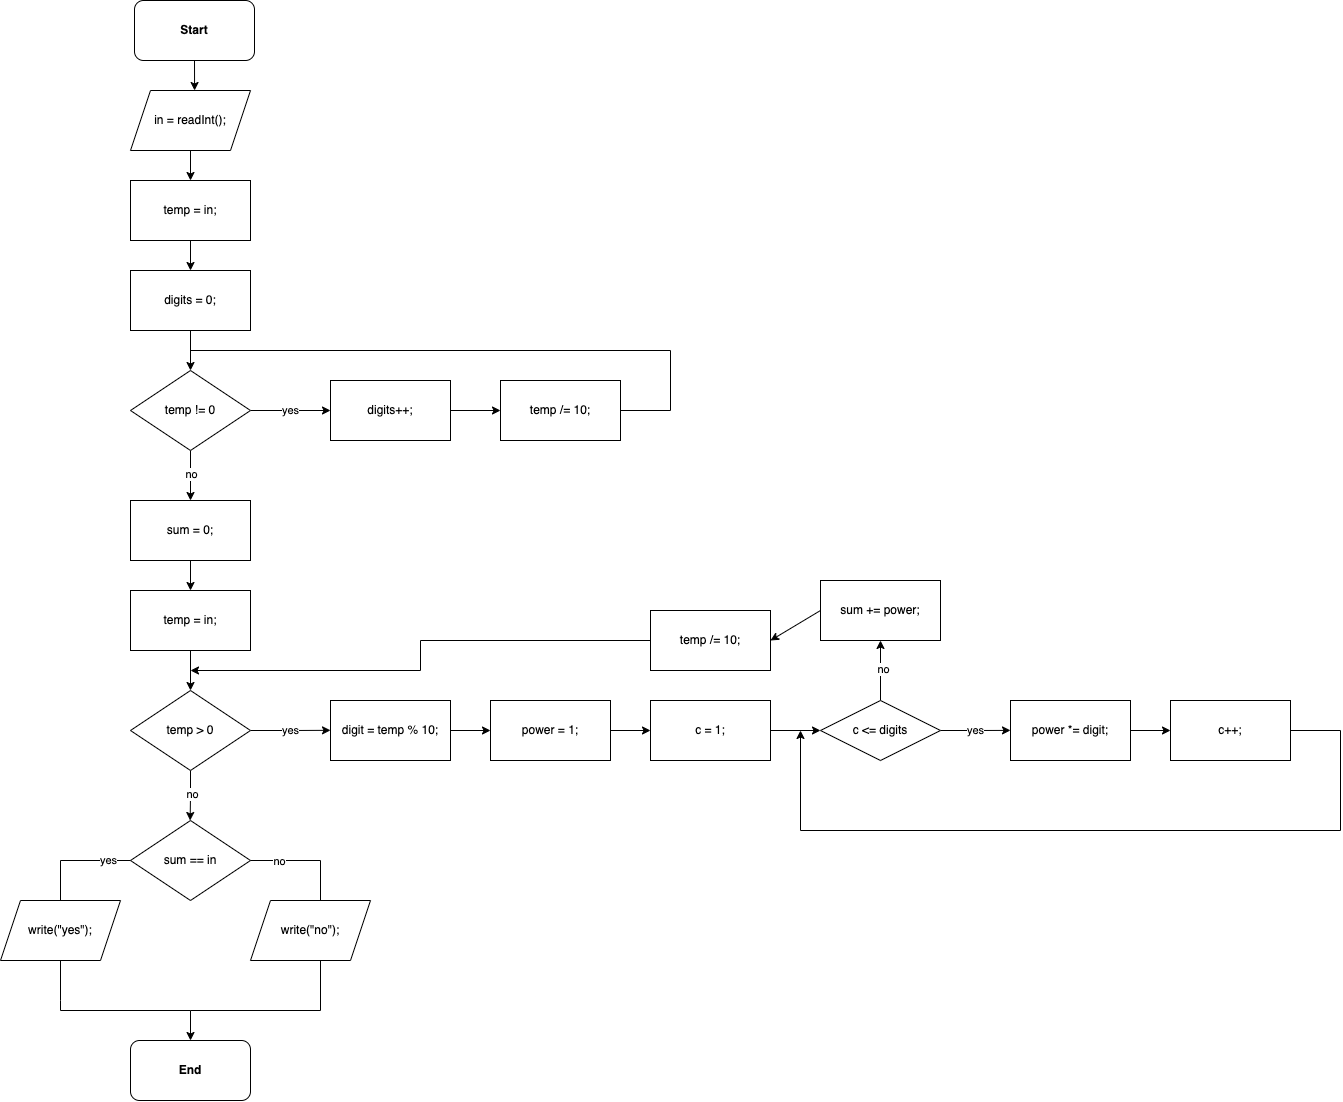 Start
in = readInt();
temp = in;
digits = 0;
temp != 0
yes
digits++;
temp /= 10;
no
sum = 0;
temp = in;
sum += power;
temp /= 10;
no
temp > 0
yes
digit = temp % 10;
power = 1;
c = 1;
c <= digits
yes
power *= digit;
c++;
no
sum == in
yes
no
write("yes");
write("no");
End